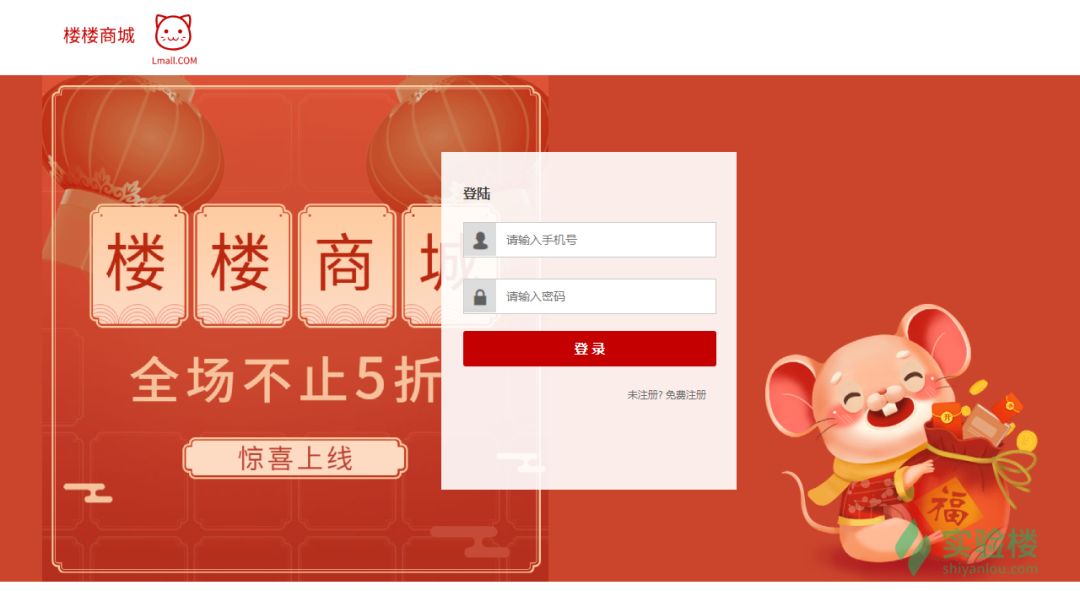 楼楼商城
Lmall.COM
楼楼商城
全场不止5折
惊喜上线
登陆
请输入手机号
请输入密码
登录
未注册? 免费注册
开
福
实验楼
shiyanlou.com